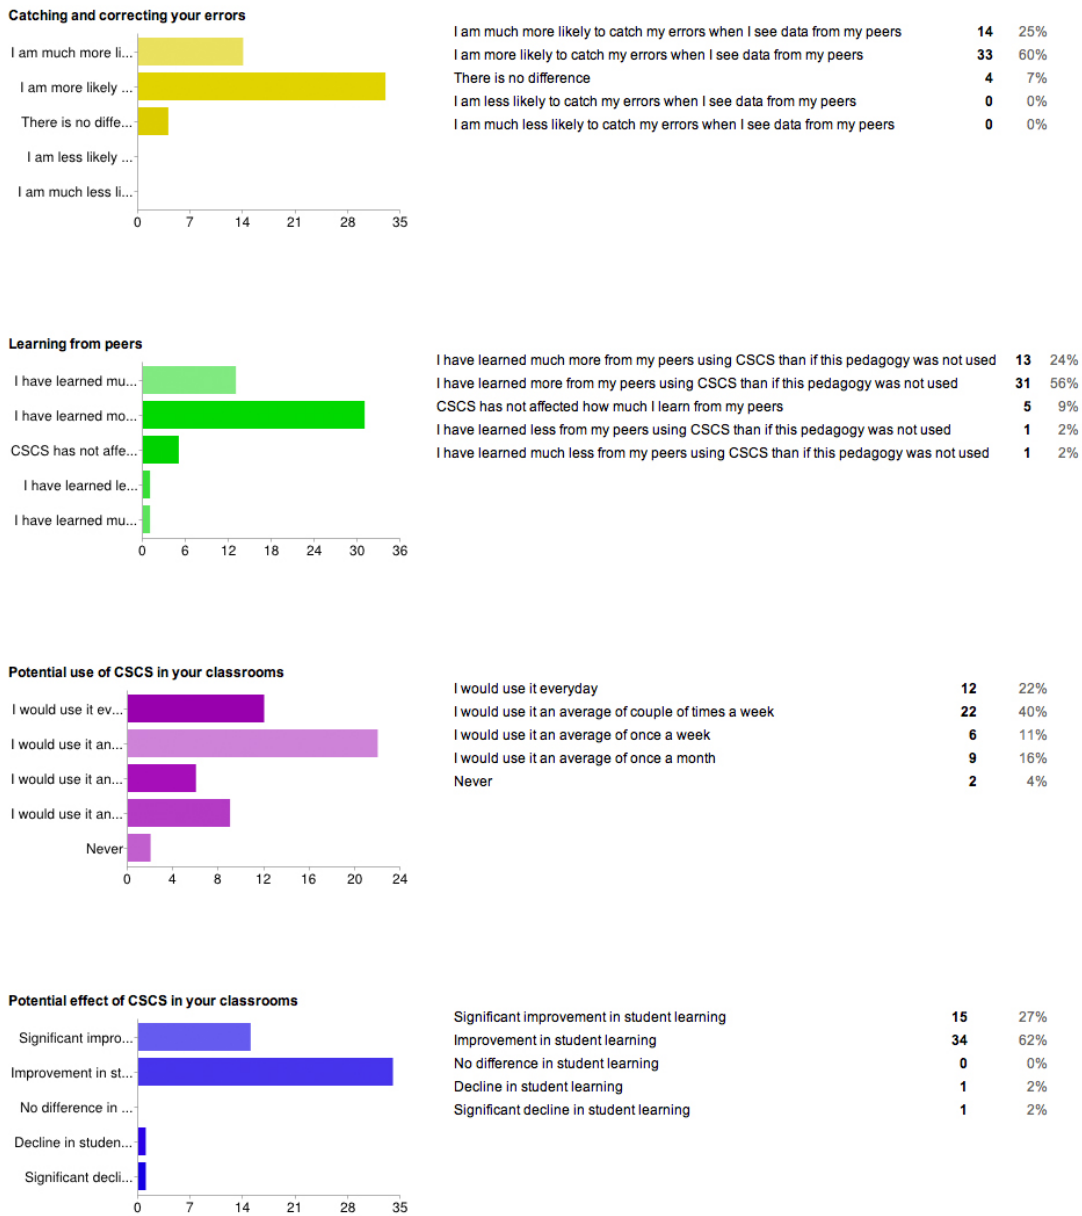 Catching and correcting your errors
I am much more li...
I am more likely ...
There is no diffe...
I am less likely ...
I am much less li...
0 7 14 21 28 35
I am much more likely to catch my errors when I see data from my peers 14 25%
I am more likely to catch my errors when I see data from my peers 33 60%
There is no difference 4 7%
I am less likely to catch my errors when I see data from my peers 0 0%
I am much less likely to catch my errors when I see data from my peers 0 0%
Learning from peers
I have learned mu...
I have learned mo...
CSCS has not affe...
I have learned le...
I have learned mu...
0 6 12 18 24 30 36
I have learned much more from my peers using CSCS than if this pedagogy was not used 13 24%
I have learned more from my peers using CSCS than if this pedagogy was not used 31 56%
CSCS has not affected how much I learn from my peers 5 9%
I have learned less from my peers using CSCS than if this pedagogy was not used 1 2%
I have learned much less from my peers using CSCS than if this pedagogy was not used 1 2%
Potential use of CSCS in your classrooms
I would use it ev...
I would use it an...
I would use it an...
I would use it an...
Never
0 4 8 12 16 20 24
I would use it everyday 12 22%
I would use it an average of couple of times a week 22 40%
I would use it an average of once a week 6 11%
I would use it an average of once a month 9 16%
Never 2 4%
Potential effect of CSCS in your classrooms
Significant impro...
Improvement in st...
No difference in ...
Decline in studen...
Significant decli...
0 7 14 21 28 35
Significant improvement in student learning 15 27%
Improvement in student learning 34 62%
No difference in student learning 0 0%
Decline in student learning 1 2%
Significant decline in student learning 1 2%